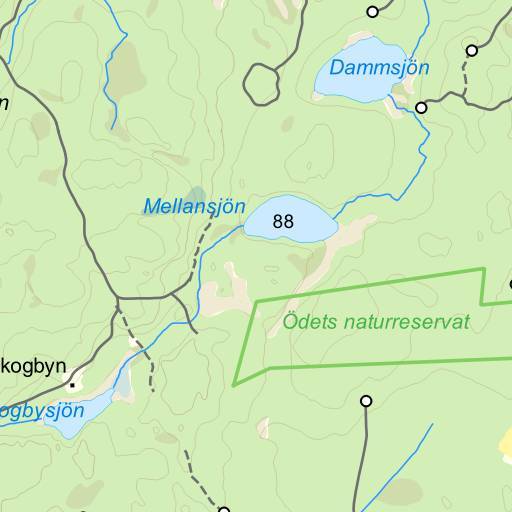 Dammsjön
n
Mellansjön
88
Ödets naturreservat
kogbyn
ogbysjön